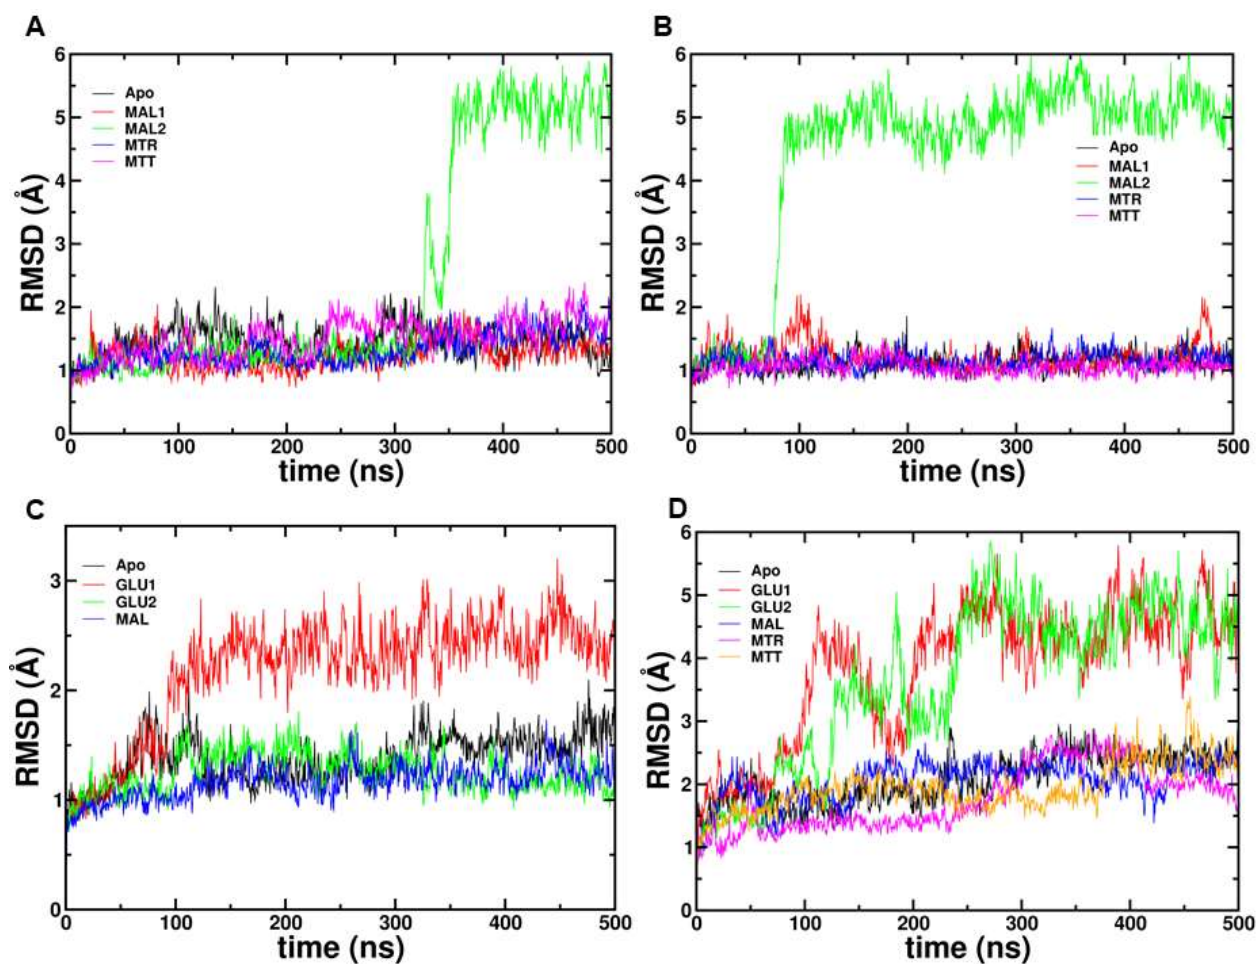 A
RMSD (Å)
6
5
4
3
2
1
0
Apo
MAL1
MAL2
MTR
MTT
0 100 200 300 400 500
time (ns)
B
RMSD (Å)
6
5
4
3
2
1
0
Apo
MAL1
MAL2
MTR
MTT
0 100 200 300 400 500
time (ns)
C
RMSD (Å)
3
2
1
0
Apo
GLU1
GLU2
MAL
0 100 200 300 400 500
time (ns)
D
RMSD (Å)
6
5
4
3
2
1
0
Apo
GLU1
GLU2
MAL
MTR
MTT
0 100 200 300 400 500
time (ns)